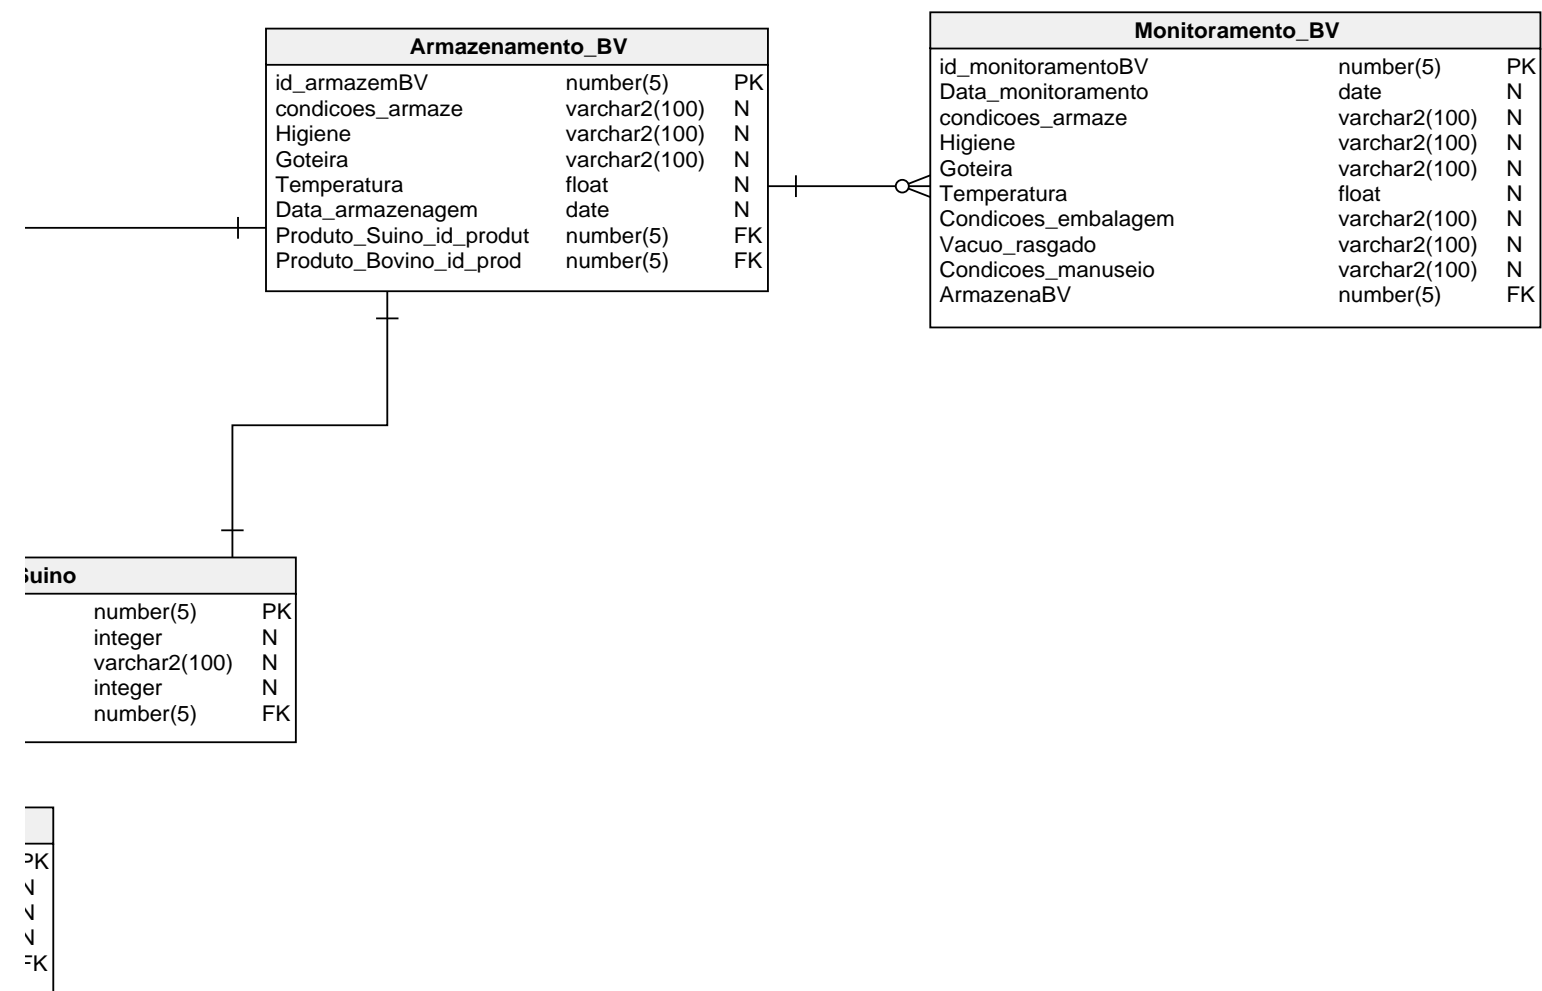 Armazenamento_BV
id_armazemBV number(5) PK
condicoes_armaze varchar2(100) N
Higiene varchar2(100) N
Goteira varchar2(100) N
Temperatura float N
Data_armazenagem date N
Produto_Suino_id_produt number(5) FK
Produto_Bovino_id_prod number(5) FK
Monitoramento_BV
id_monitoramentoBV number(5) PK
Data_monitoramento date N
condicoes_armaze varchar2(100) N
Higiene varchar2(100) N
Goteira varchar2(100) N
Temperatura float N
Condicoes_embalagem varchar2(100) N
Vacuo_rasgado varchar2(100) N
Condicoes_manuseio varchar2(100) N
ArmazenaBV number(5) FK
Suino
number(5) PK
integer N
varchar2(100) N
integer N
number(5) FK
PK
N
N
N
FK